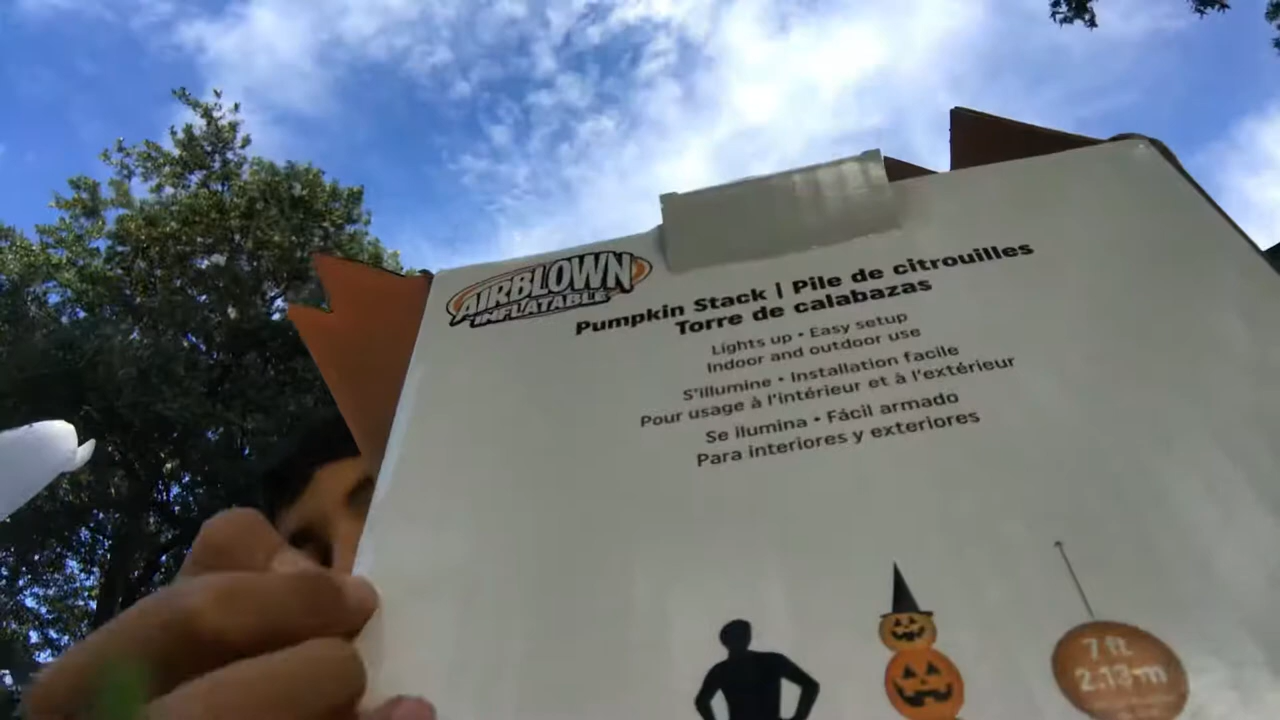 AIRBLOWN
INFLATABLE
Pumpkin Stack | Pile de citrouilles
Torre de calabazas
Lights up • Easy setup
Indoor and outdoor use
S'illumine • Installation facile
Pour usage à l'intérieur et à l'extérieur
Se ilumina • Fácil armado
Para interiores y exteriores
7 ft
2.13 m